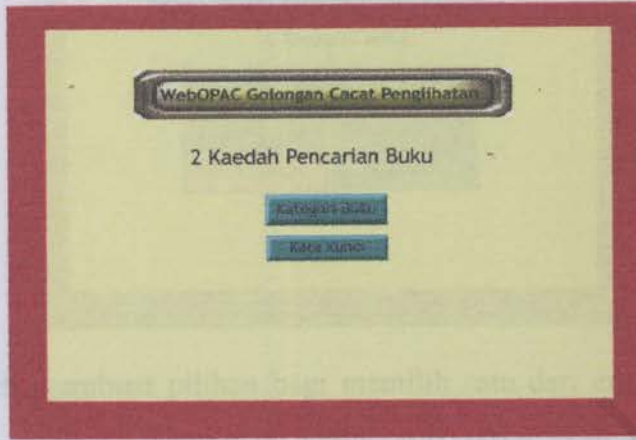 WebOPAC Golongan Cacat Penglihatan
2 Kaedah Pencarian Buku
Kategori Buku
Kata Kunci